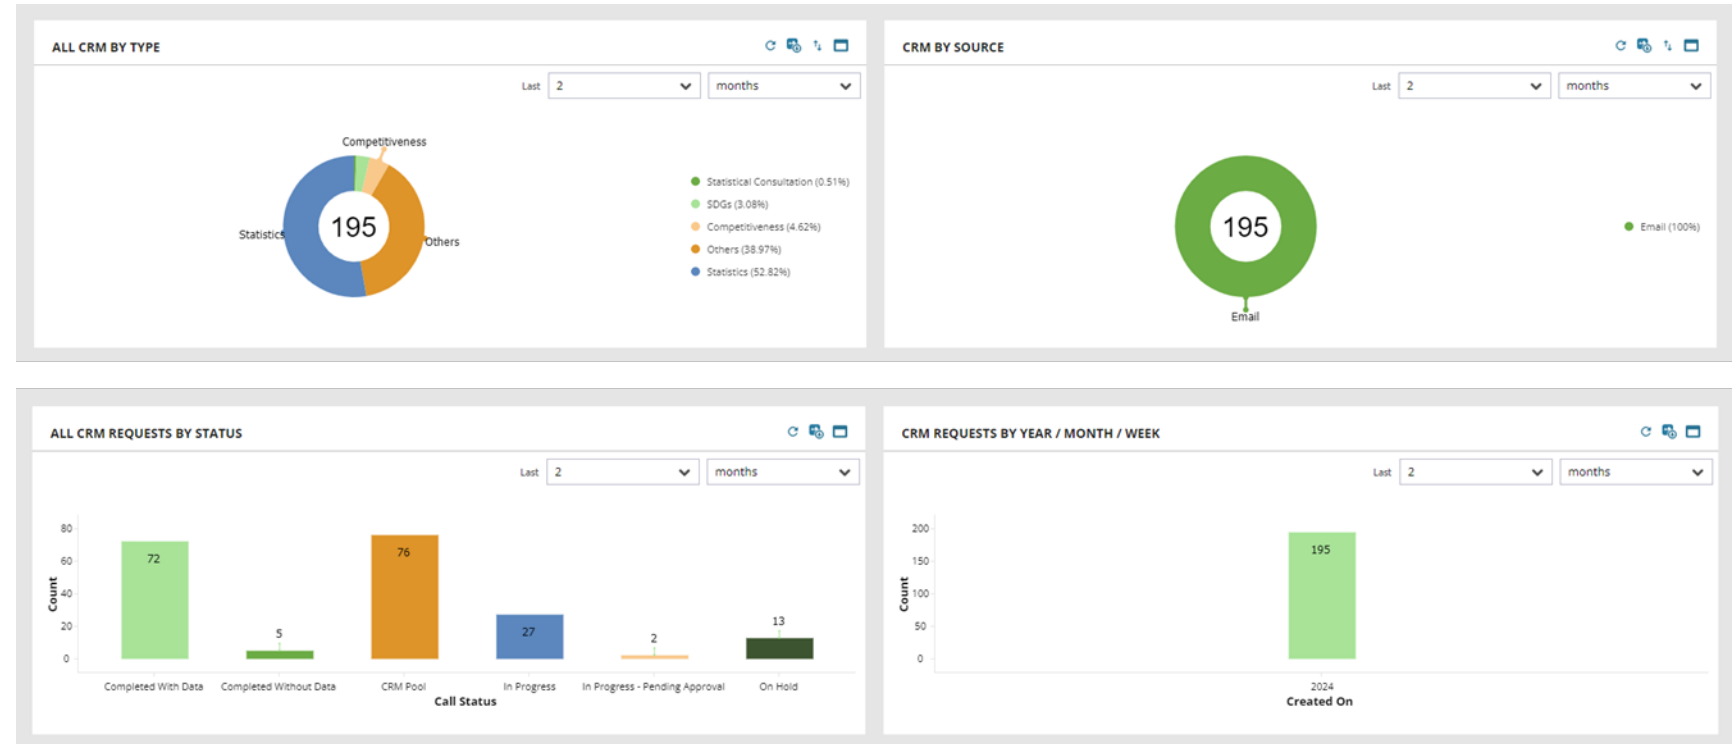 ALL CRM BY TYPE
Last 2 months
Competitiveness
Statistics
195
Others
Statistical Consultation (0.51%)
SDGs (3.08%)
Competitiveness (4.62%)
Others (38.97%)
Statistics (52.82%)
CRM BY SOURCE
Last 2 months
195
Email
Email (100%)
ALL CRM REQUESTS BY STATUS
Last 2 months
Count
80
60
40
20
0
72
5
76
27
2
13
Completed With Data
Completed Without Data
CRM Pool
In Progress
In Progress - Pending Approval
On Hold
Call Status
CRM REQUESTS BY YEAR / MONTH / WEEK
Last 2 months
Count
200
150
100
50
0
195
2024
Created On